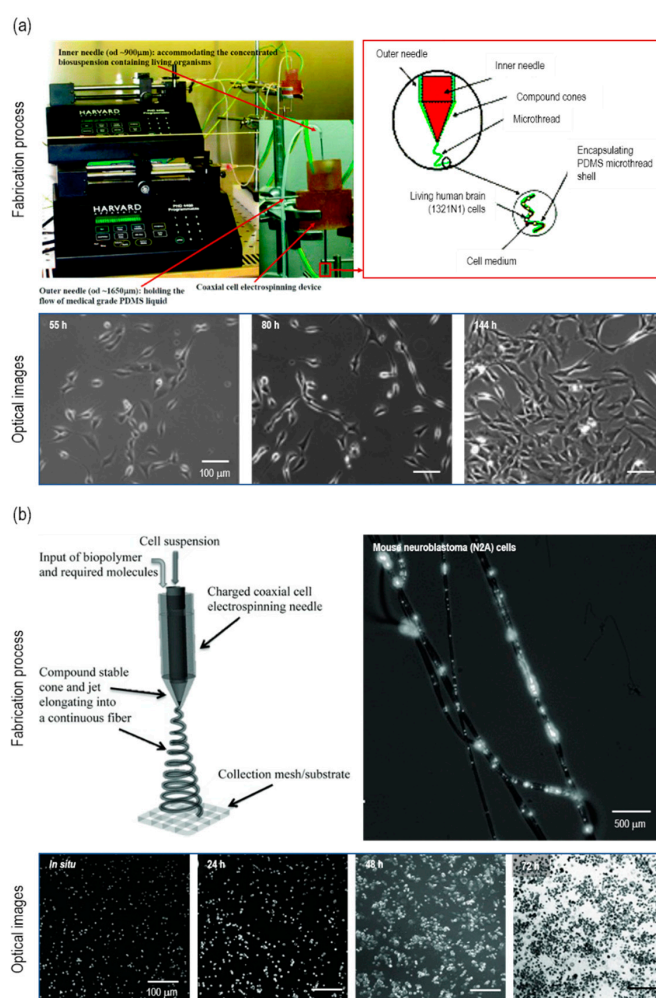 (a)
Fabrication process
Inner needle (od ~900μm): accommodating the concentrated
biosuspension containing living organisms
HARVARD
HARVARD
Outer needle (od ~1650μm): holding the
flow of medical grade PDMS liquid
Coaxial cell electrospinning device
Outer needle
Inner needle
Compound cones
Microthread
Encapsulating
PDMS microthread
shell
Living human brain
(1321N1) cells
Cell medium
Optical images
55 h
100 μm
80 h
144 h
(b)
Fabrication process
Cell suspension
Input of biopolymer
and required molecules
Charged coaxial cell
electrospinning needle
Compound stable
cone and jet
elongating into
a continuous fiber
Collection mesh/substrate
Mouse neuroblastoma (N2A) cells
500 μm
Optical images
In situ
100 μm
24 h
48 h
72 h